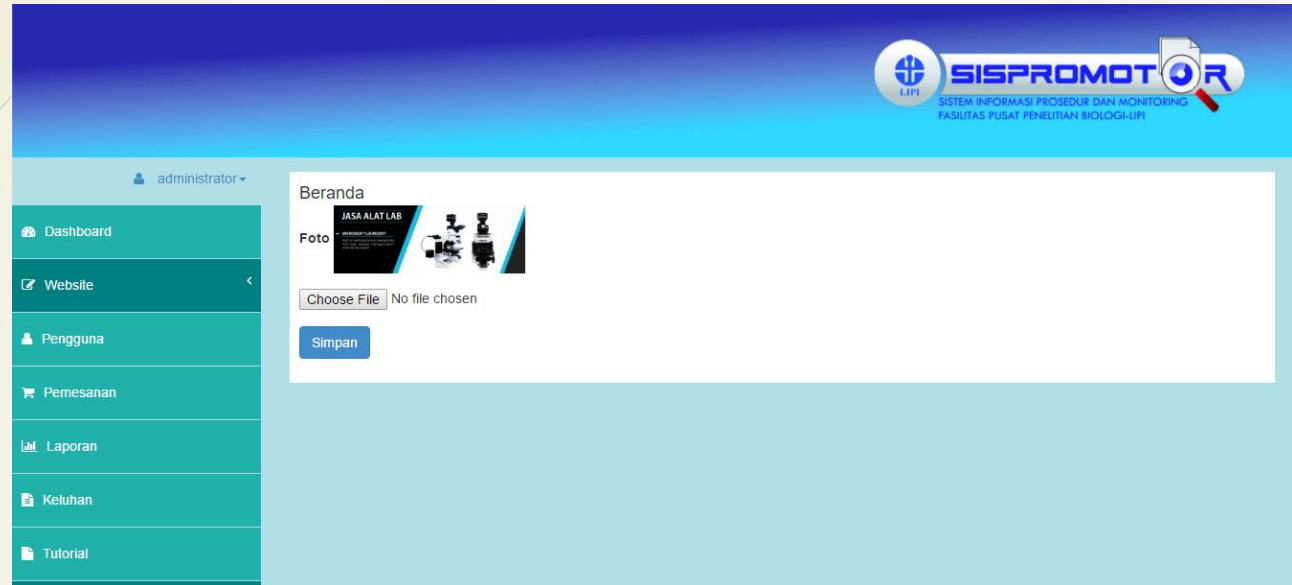 LIPI
SISPROMOTOR
SISTEM INFORMASI PROSEDUR DAN MONITORING
FASILITAS PUSAT PENELITIAN BIOLOGI-LIPI
administrator
Dashboard
Website
Pengguna
Pemesanan
Laporan
Keluhan
Tutorial
Beranda
Foto
JASA ALAT LAB
Choose File No file chosen
Simpan